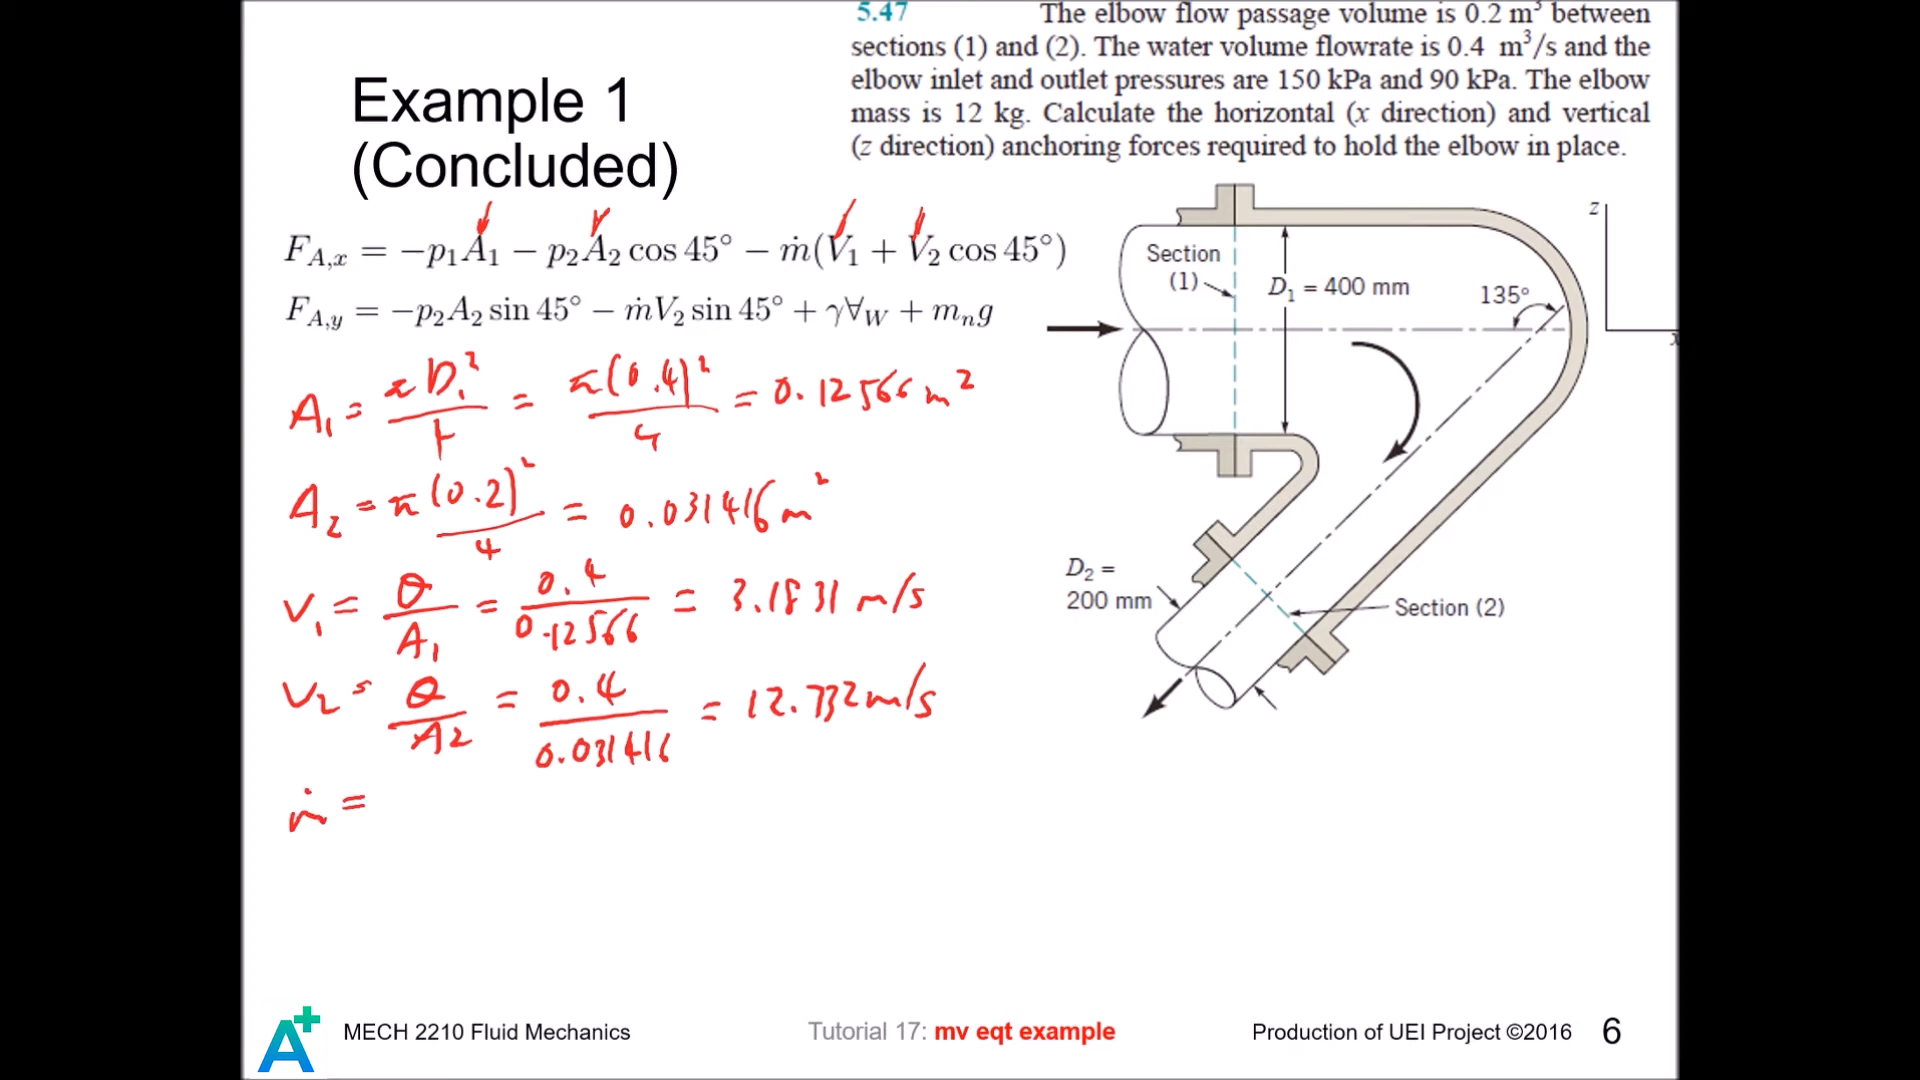 5.47 The elbow flow passage volume is 0.2 m³ between
sections (1) and (2). The water volume flowrate is 0.4 m³/s and the
elbow inlet and outlet pressures are 150 kPa and 90 kPa. The elbow
mass is 12 kg. Calculate the horizontal (x direction) and vertical
(z direction) anchoring forces required to hold the elbow in place.
Example 1
(Concluded)
F_{A,x} = −p₁A₁ − p₂A₂ cos 45° − ṁ(V₁ + V₂ cos 45°)
F_{A,y} = −p₂A₂ sin 45° − ṁV₂ sin 45° + γ∀_W + m_n g
A₁ = πD₁²/4 = π(0.4)²/4 = 0.12566 m²
A₂ = π(0.2)²/4 = 0.031416 m²
V₁ = Q/A₁ = 0.4/0.12566 = 3.1831 m/s
V₂ = Q/A₂ = 0.4/0.031416 = 12.732 m/s
ṁ =
z
x
Section
(1)
D₁ = 400 mm
135°
D₂ =
200 mm
Section (2)
A+
MECH 2210 Fluid Mechanics
Tutorial 17: mv eqt example
Production of UEI Project ©2016
6